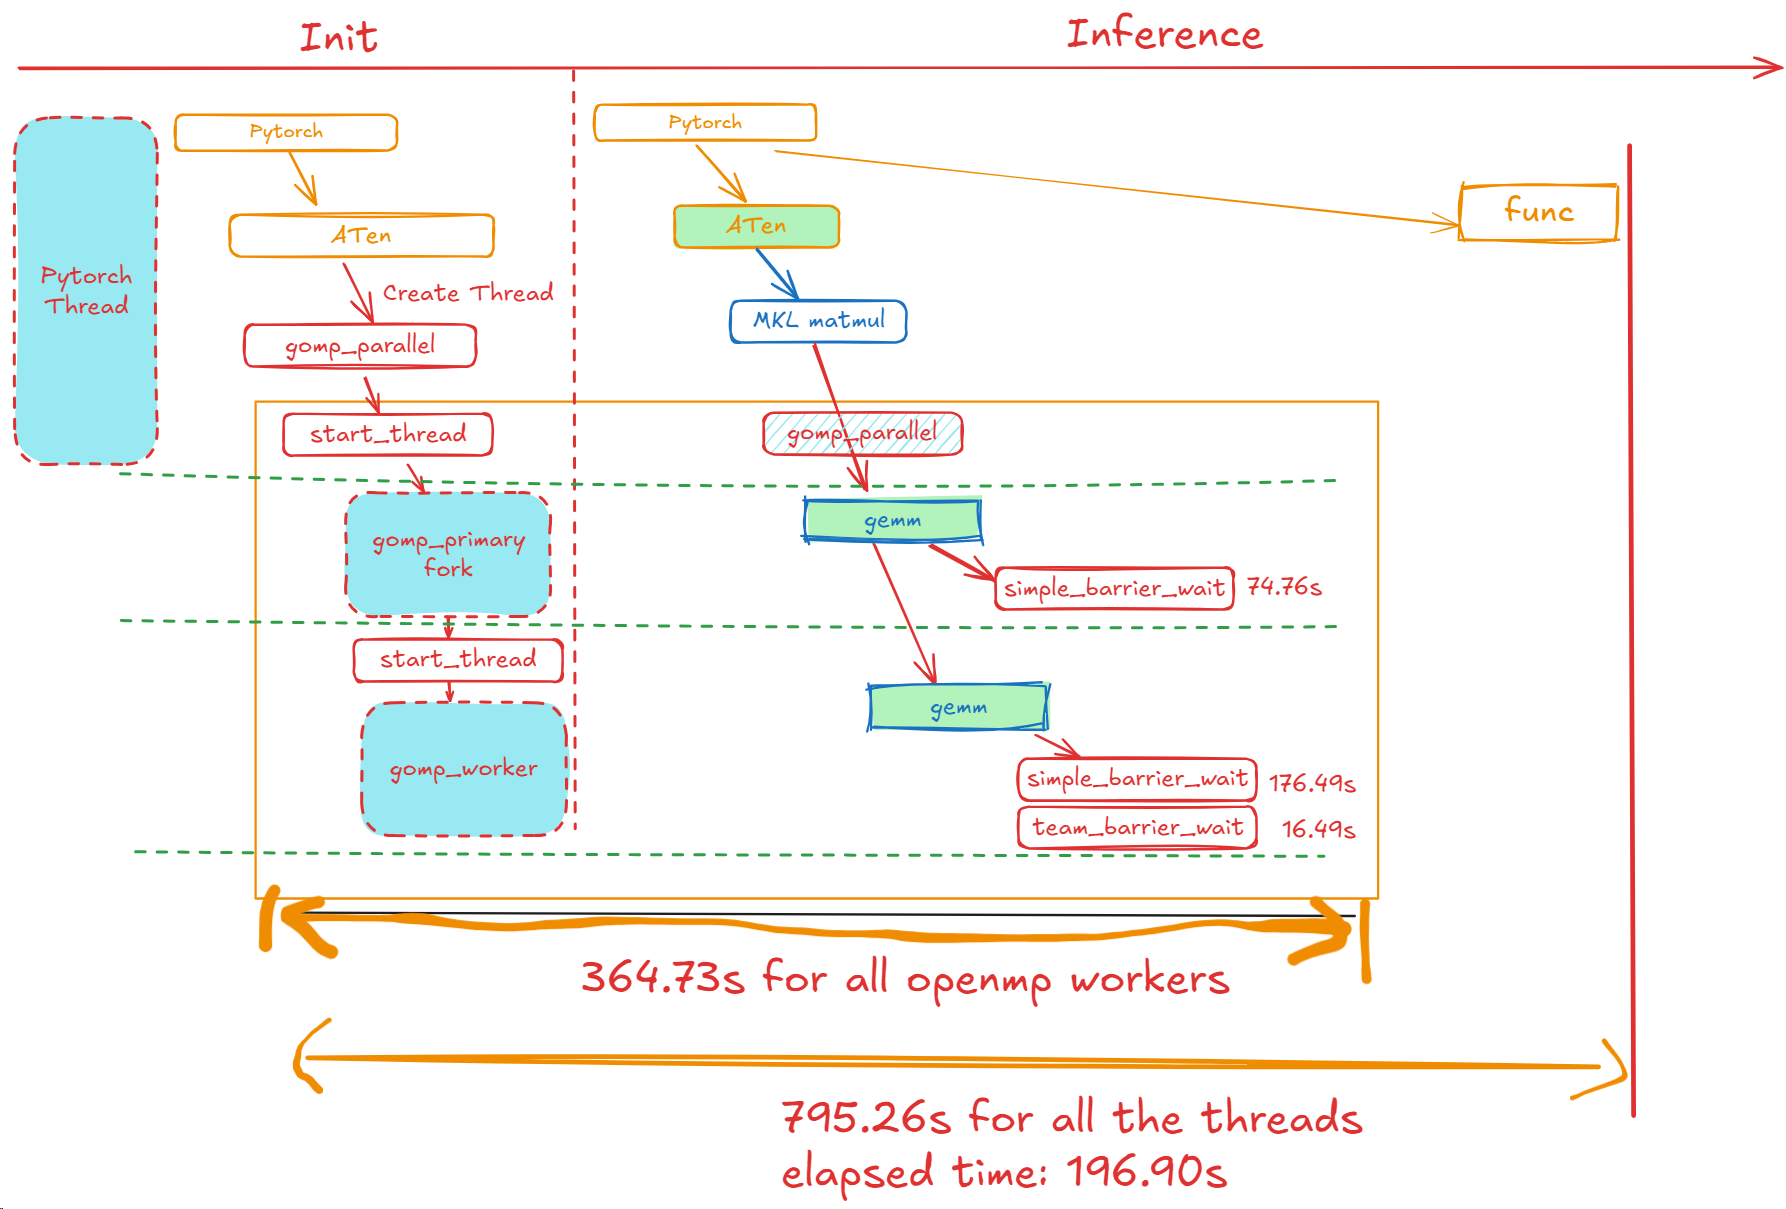 Init
Inference
Pytorch
Pytorch
ATen
ATen
func
Pytorch
Thread
Create Thread
MKL matmul
gomp_parallel
start_thread
gomp_parallel
gomp_primary
fork
gemm
simple_barrier_wait 74.76s
start_thread
gemm
gomp_worker
simple_barrier_wait 176.49s
team_barrier_wait 16.49s
364.73s for all openmp workers
795.26s for all the threads
elapsed time: 196.90s